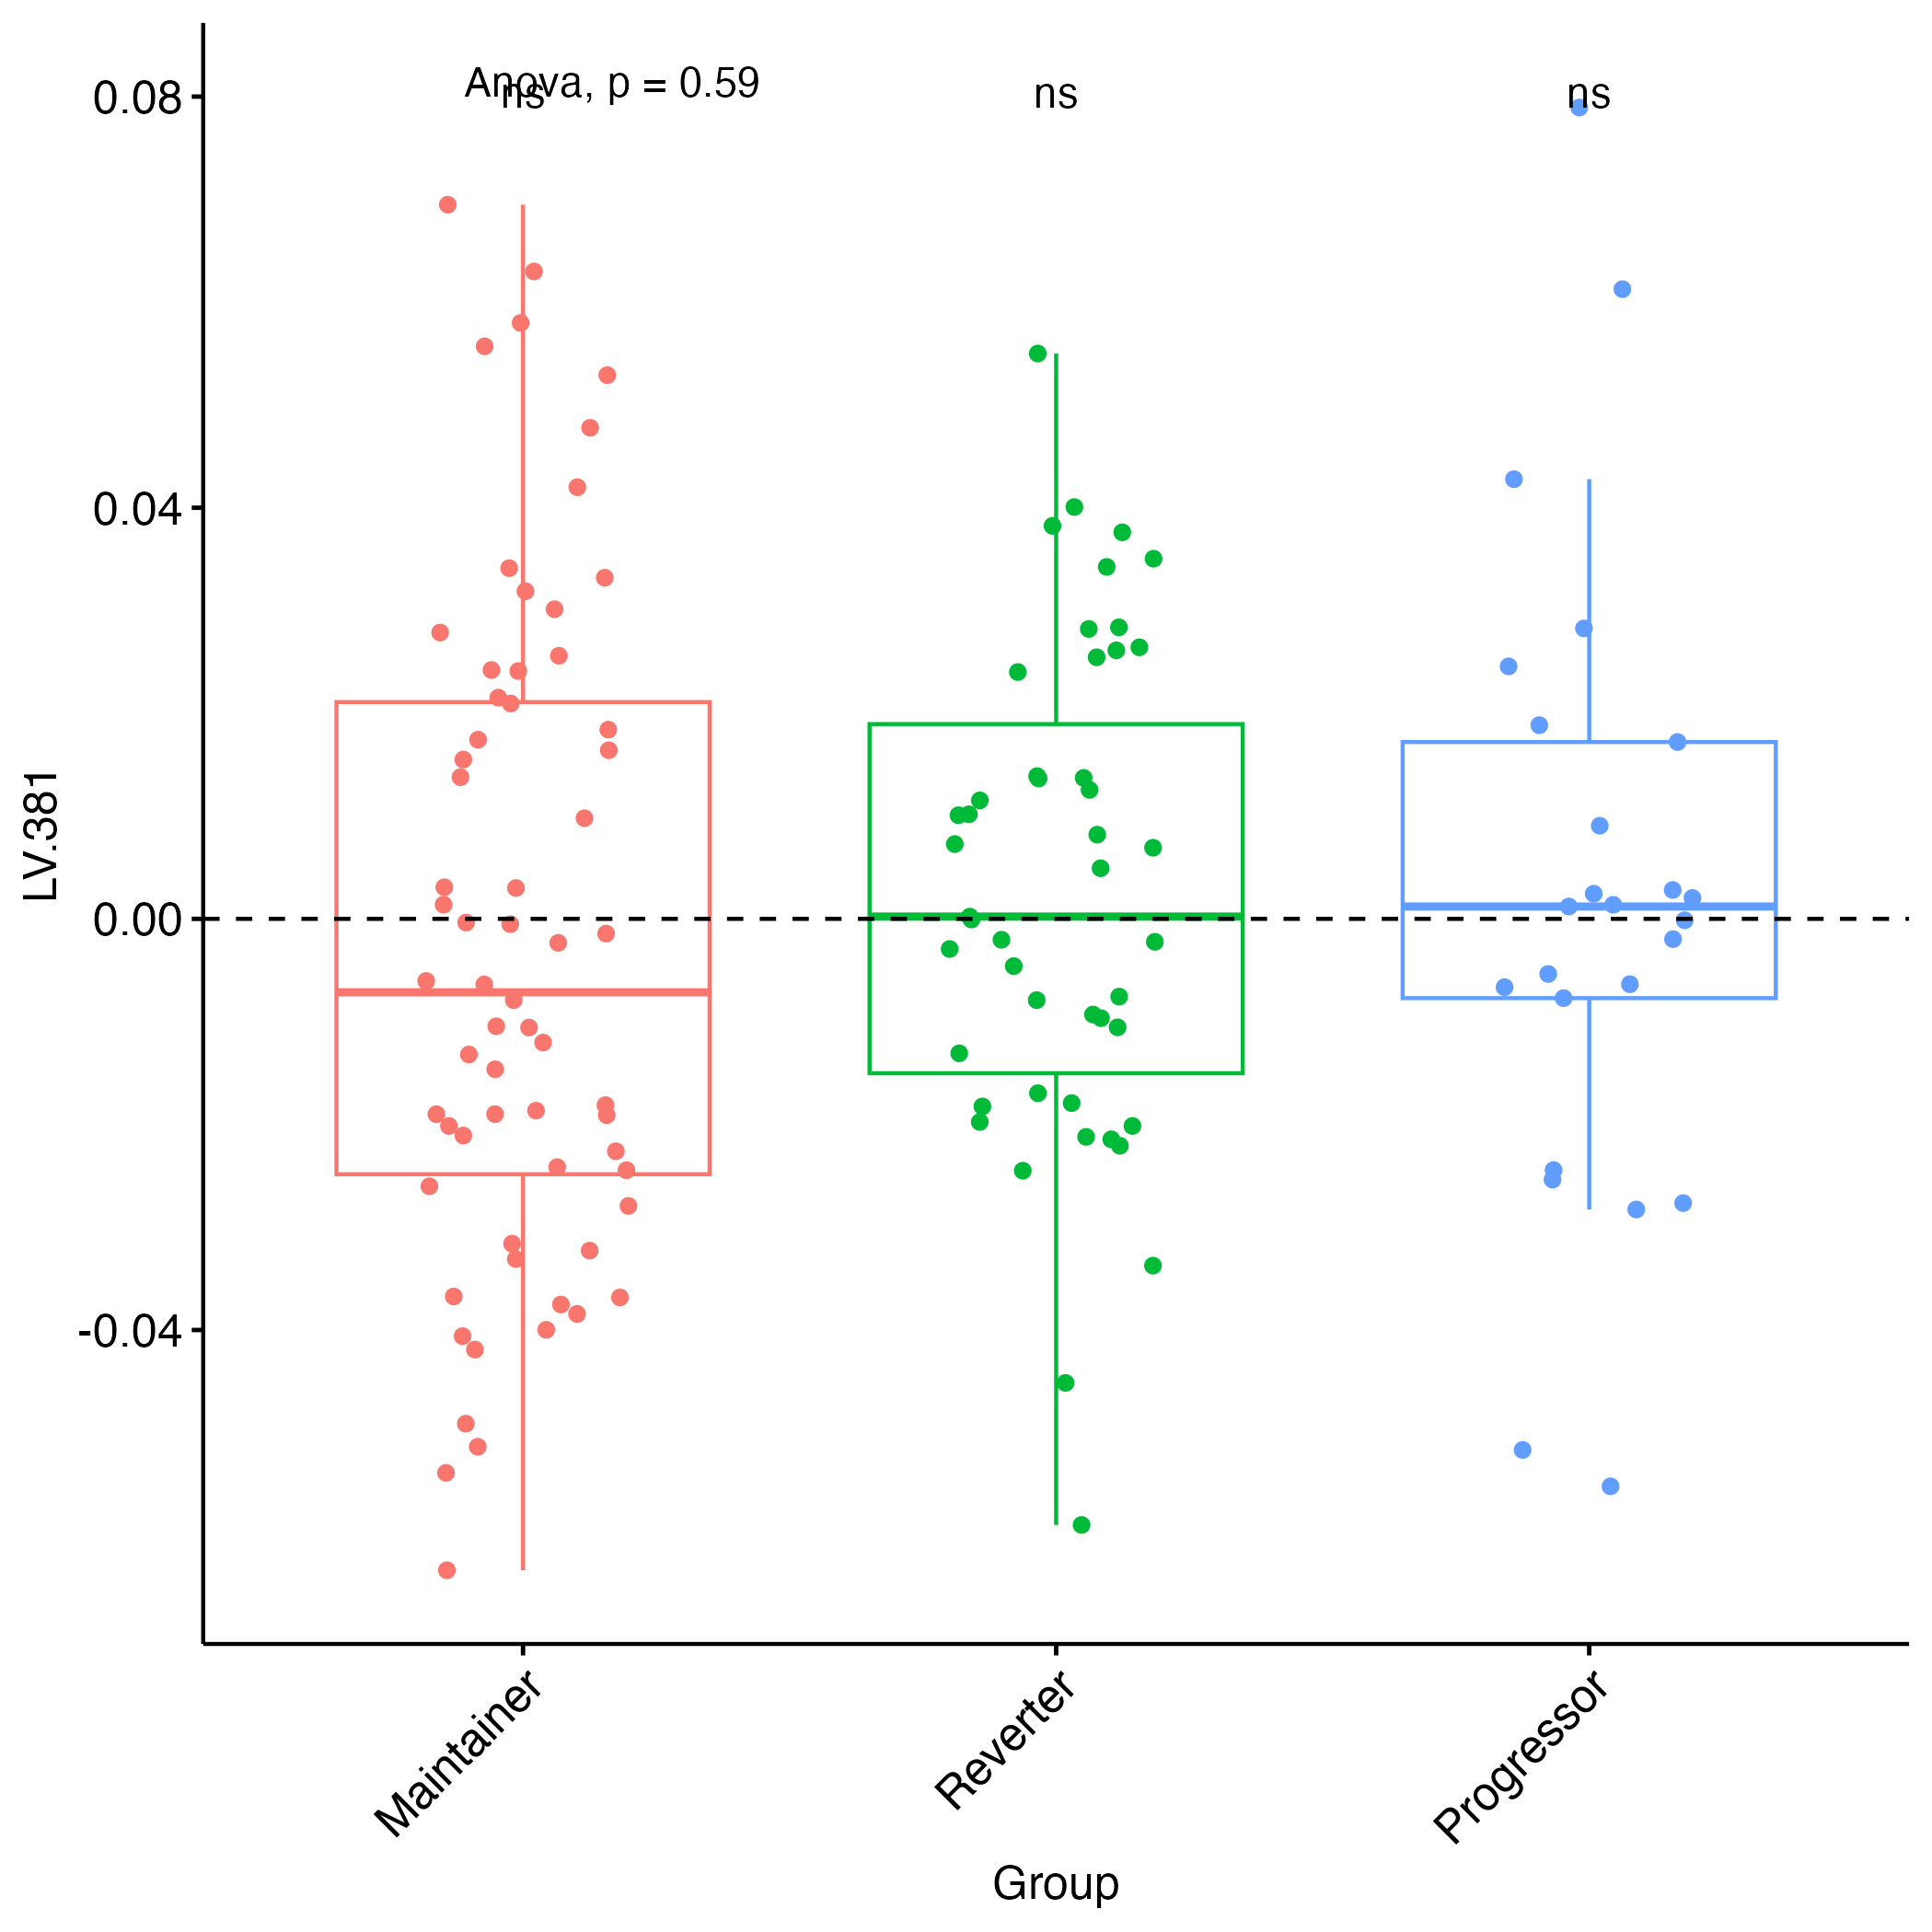 Anova, p = 0.59
ns
ns
ns
0.08
0.04
0.00
-0.04
LV.381
Maintainer
Reverter
Progressor
Group